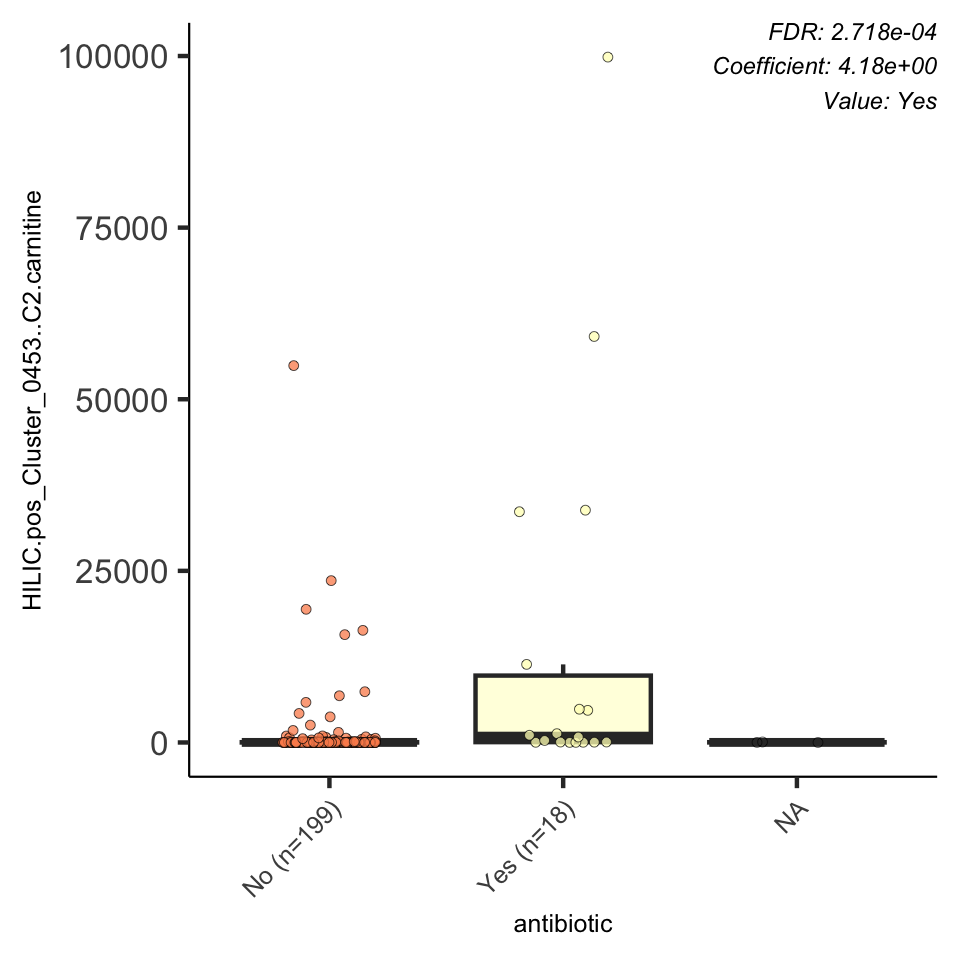 FDR: 2.718e-04
Coefficient: 4.18e+00
Value: Yes
HILIC.pos_Cluster_0453..C2.carnitine
100000
75000
50000
25000
0
No (n=199)
Yes (n=18)
NA
antibiotic